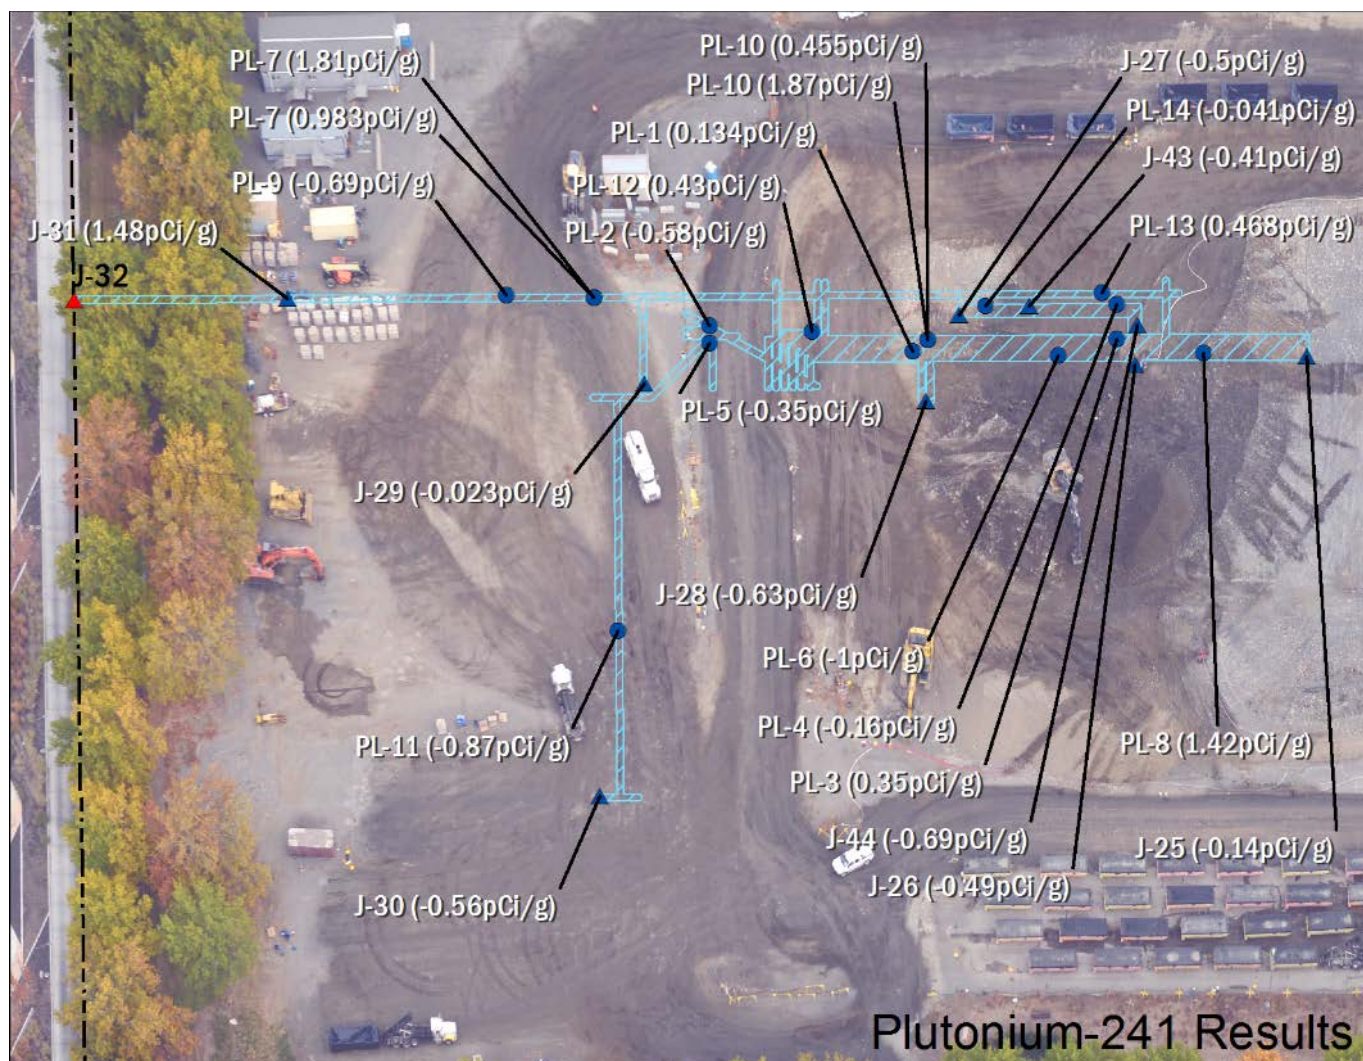 PL-7 (1.81pCi/g)
PL-10 (0.455pCi/g)
J-27 (-0.5pCi/g)
PL-10 (1.87pCi/g)
PL-14 (-0.041pCi/g)
PL-7 (0.983pCi/g)
PL-1 (0.134pCi/g)
J-43 (-0.41pCi/g)
PL-9 (-0.69pCi/g)
PL-12 (0.43pCi/g)
J-31 (1.48pCi/g)
PL-2 (-0.58pCi/g)
PL-13 (0.468pCi/g)
J-32
PL-5 (-0.35pCi/g)
J-29 (-0.023pCi/g)
J-28 (-0.63pCi/g)
PL-6 (-1pCi/g)
PL-4 (-0.16pCi/g)
PL-11 (-0.87pCi/g)
PL-8 (1.42pCi/g)
PL-3 (0.35pCi/g)
J-44 (-0.69pCi/g)
J-25 (-0.14pCi/g)
J-26 (-0.49pCi/g)
J-30 (-0.56pCi/g)
Plutonium-241 Results